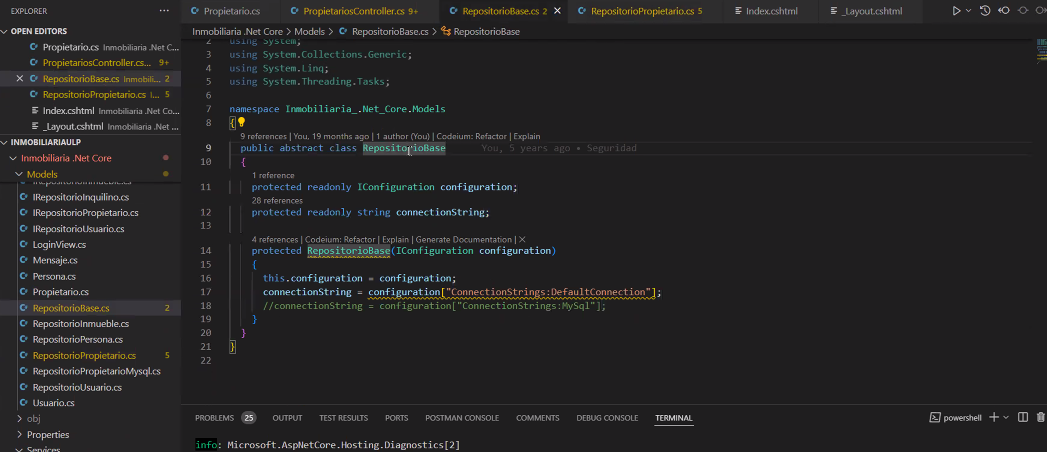 EXPLORER
OPEN EDITORS
Propietario.cs Inmobiliaria .Net Co...
PropietariosController.cs... 9+
RepositorioBase.cs Inmobili... 2
RepositorioPropietario.cs ... 5
Index.cshtml Inmobiliaria .Net...
_Layout.cshtml Inmobiliaria .N...
INMOBILIARIAULP
Inmobiliaria .Net Core
Models
IRepositorioInmueble.cs
IRepositorioInquilino.cs
IRepositorioPropietario.cs
IRepositorioUsuario.cs
LoginView.cs
Mensaje.cs
Persona.cs
Propietario.cs
RepositorioBase.cs 2
RepositorioInmueble.cs
RepositorioPersona.cs
RepositorioPropietario.cs 5
RepositorioPropietarioMysql.cs
RepositorioUsuario.cs
Usuario.cs
obj
Properties
Services
Propietario.cs PropietariosController.cs 9+ RepositorioBase.cs 2 RepositorioPropietario.cs 5 Index.cshtml _Layout.cshtml
Inmobiliaria .Net Core > Models > RepositorioBase.cs > RepositorioBase
2 using System;
3 using System.Collections.Generic;
4 using System.Linq;
5 using System.Threading.Tasks;
6
7 namespace Inmobiliaria_.Net_Core.Models
8 {
9 references | You, 19 months ago | 1 author (You) | Codeium: Refactor | Explain
9 public abstract class RepositorioBase You, 5 years ago • Seguridad
10 {
1 reference
11 protected readonly IConfiguration configuration;
28 references
12 protected readonly string connectionString;
13
4 references | Codeium: Refactor | Explain | Generate Documentation | X
14 protected RepositorioBase(IConfiguration configuration)
15 {
16 this.configuration = configuration;
17 connectionString = configuration["ConnectionStrings:DefaultConnection"];
18 //connectionString = configuration["ConnectionStrings:MySql"];
19 }
20 }
21 }
22
PROBLEMS 25 OUTPUT TEST RESULTS PORTS POSTMAN CONSOLE COMMENTS DEBUG CONSOLE TERMINAL powershell
info: Microsoft.AspNetCore.Hosting.Diagnostics[2]